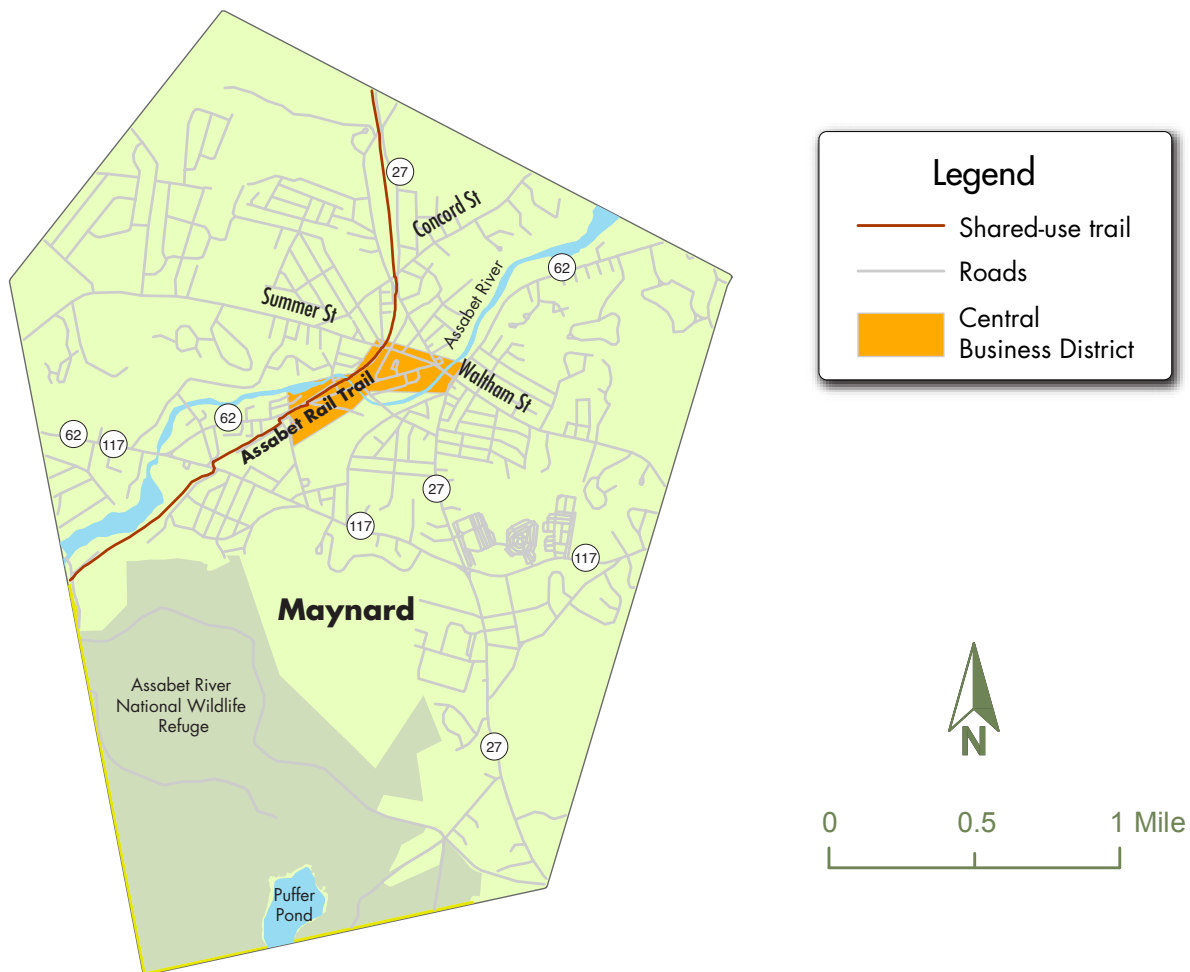 27
Concord St
62
Assabet River
Summer St
Waltham St
Assabet Rail Trail
62
62
117
27
117
117
Maynard
Assabet River
National Wildlife
Refuge
27
Puffer
Pond
Legend
Shared-use trail
Roads
Central
Business District
N
0 0.5 1 Mile